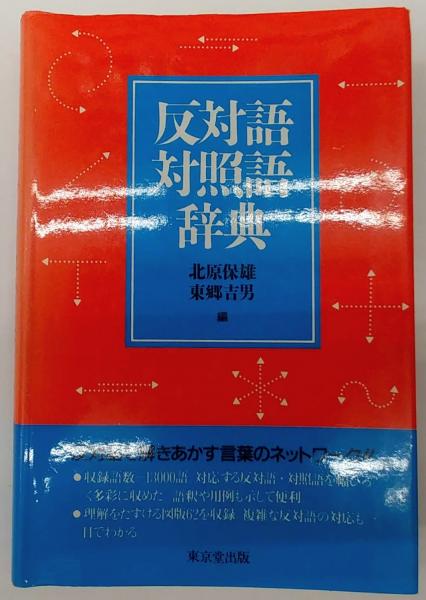 反対語
対照語
辞典
北原保雄
東郷吉男
編
解きあかす言葉のネットワーク!!
●収録語数 13000語 対応する反対語・対照語を幅ひろ
く多彩に収めた 語釈や用例も示して便利
●理解をたすける図版62を収録 複雑な反対語の対応も一
目でわかる
東京堂出版